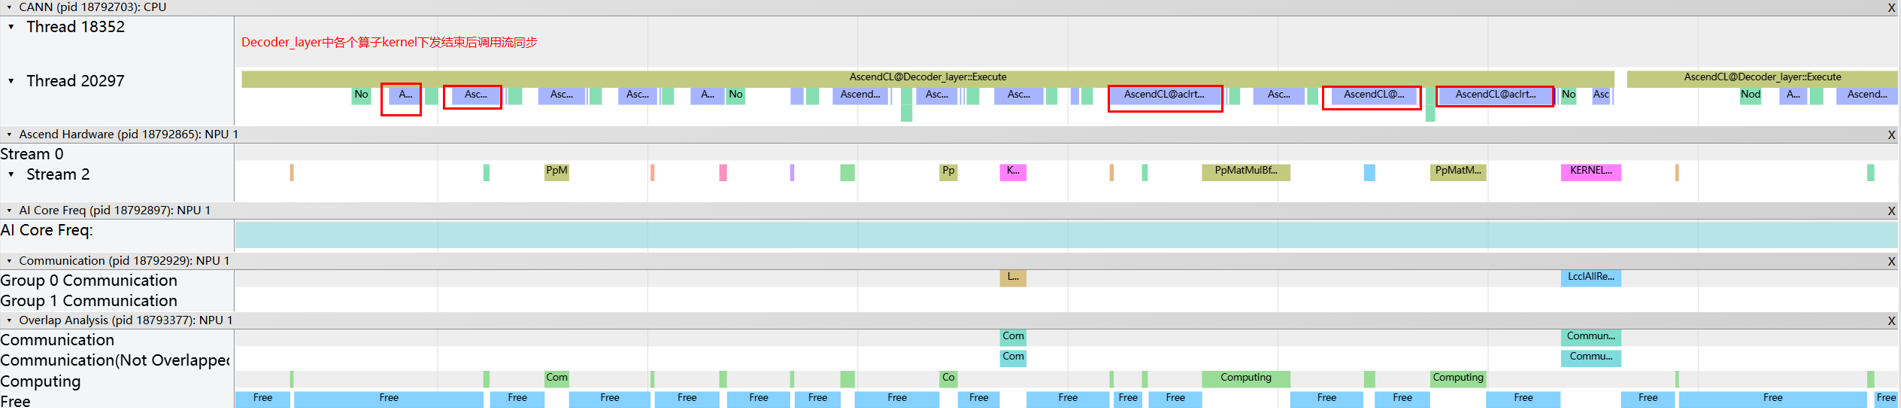 CANN (pid 18792703): CPU X
Thread 18352
Decoder_layer中各个算子kernel下发结束后调用流同步
Thread 20297
AscendCL@Decoder_layer::Execute AscendCL@Decoder_layer::Execute
No A... Asc... Asc... Asc... A... No Ascend... Asc... Asc... AscendCL@aclrt... Asc... AscendCL@... AscendCL@aclrt... No Asc Nod A... Ascend...
Ascend Hardware (pid 18792865): NPU 1 X
Stream 0
Stream 2 PpM Pp K... PpMatMulBf... PpMatM... KERNEL...
AI Core Freq (pid 18792897): NPU 1 X
AI Core Freq:
Communication (pid 18792929): NPU 1 X
Group 0 Communication L... LcclAllRe...
Group 1 Communication
Overlap Analysis (pid 18793377): NPU 1 X
Communication Com Commun...
Communication(Not Overlapped Com Commu...
Computing Com Co Computing Computing
Free Free Free Free Free Free Free Free Free Free Free Free Free Free Free Free Free Free